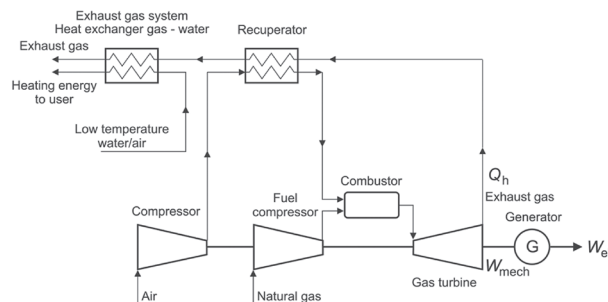 Exhaust gas system
Heat exchanger gas - water
Recuperator
Exhaust gas
Heating energy
to user
Low temperature
water/air
Q_h
Exhaust gas
Combustor
Fuel
compressor
Compressor
Generator
G
W_e
W_mech
Gas turbine
Air
Natural gas